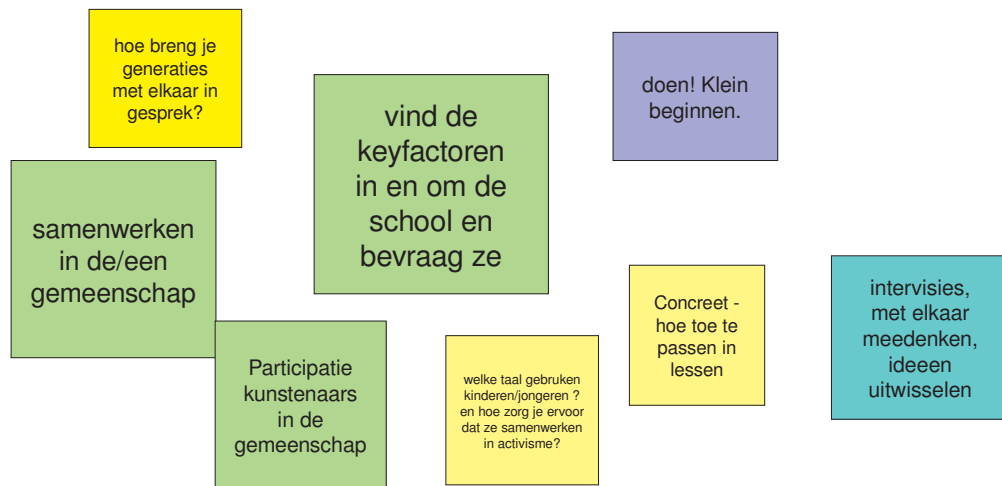 hoe breng je
generaties
met elkaar in
gesprek?
vind de
keyfactoren
in en om de
school en
bevraag ze
doen! Klein
beginnen.
samenwerken
in de/een
gemeenschap
Participatie
kunstenaars
in de
gemeenschap
welke taal gebruken
kinderen/jongeren ?
en hoe zorg je ervoor
dat ze samenwerken
in activisme?
Concreet -
hoe toe te
passen in
lessen
intervisies,
met elkaar
meedenken,
ideeen
uitwisselen